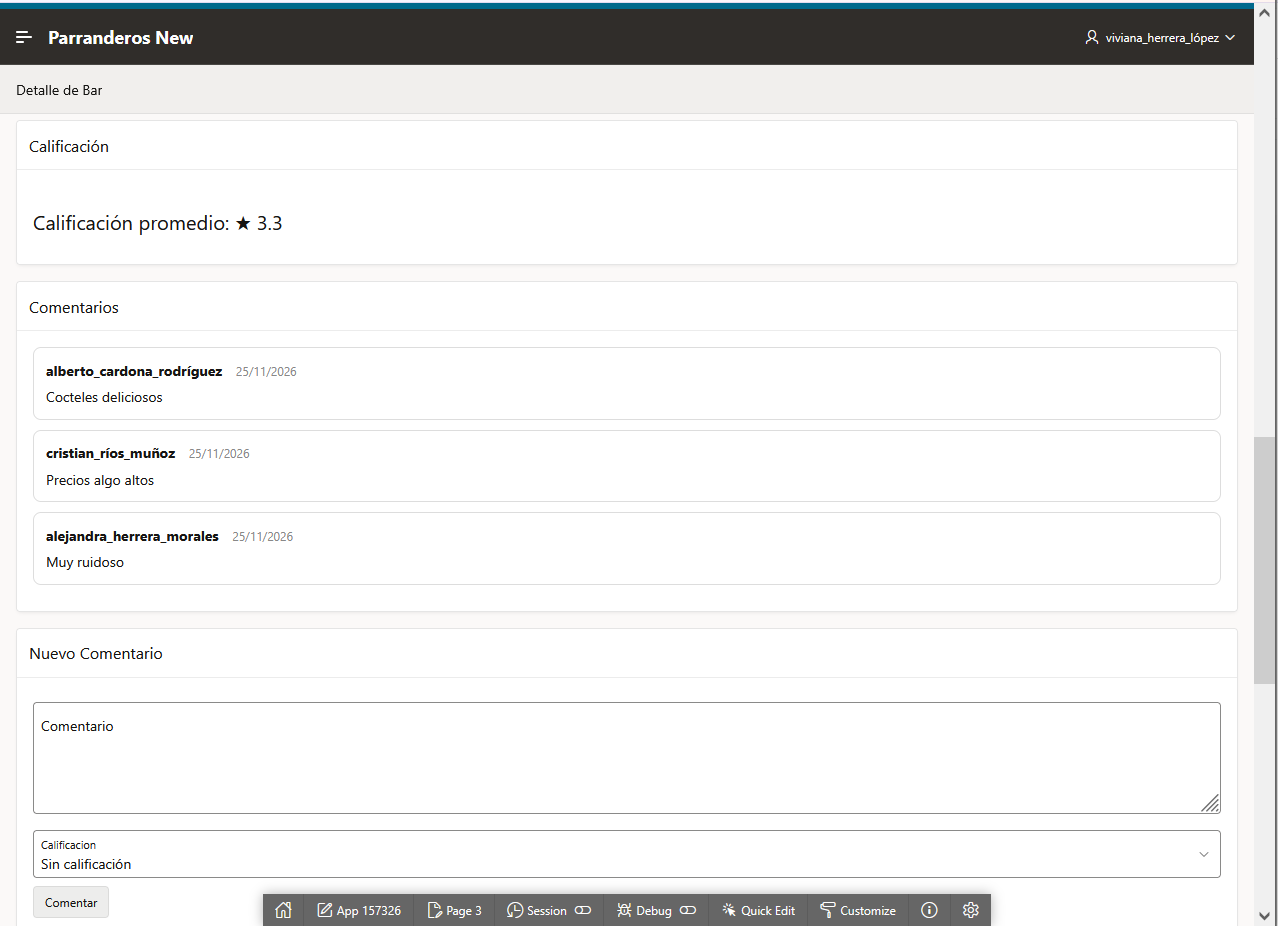 Parranderos New
viviana_herrera_lópez
Detalle de Bar
Calificación
Calificación promedio: ★ 3.3
Comentarios
alberto_cardona_rodríguez 25/11/2026
Cocteles deliciosos
cristian_ríos_muñoz 25/11/2026
Precios algo altos
alejandra_herrera_morales 25/11/2026
Muy ruidoso
Nuevo Comentario
Comentario
Calificacion
Sin calificación
Comentar
App 157326 Page 3 Session Debug Quick Edit Customize